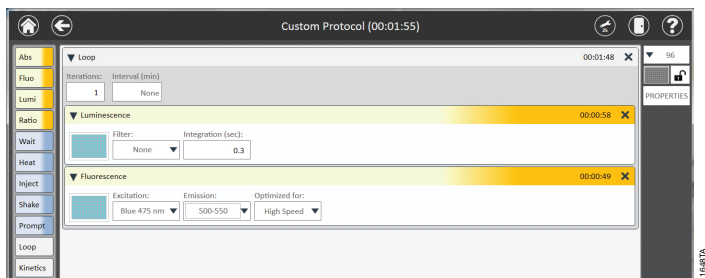 Custom Protocol (00:01:55)
Abs
Fluo
Lumi
Ratio
Wait
Heat
Inject
Shake
Prompt
Loop
Kinetics
Loop 00:01:48
Iterations: Interval (min)
1 None
Luminescence 00:00:58
Filter: Integration (sec):
None 0.3
Fluorescence 00:00:49
Excitation: Emission: Optimized for:
Blue 475 nm 500-550 High Speed
96
PROPERTIES
1648TA